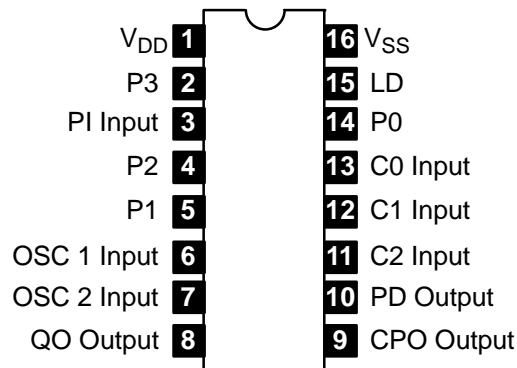 VDD 1 16 VSS
P3 2 15 LD
PI Input 3 14 P0
P2 4 13 C0 Input
P1 5 12 C1 Input
OSC 1 Input 6 11 C2 Input
OSC 2 Input 7 10 PD Output
QO Output 8 9 CPO Output